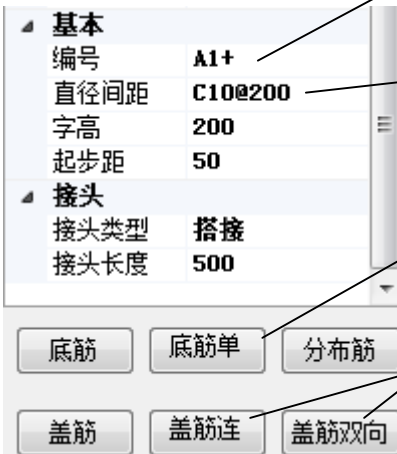 基本
编号 A1+
直径间距 C10@200
字高 200
起步距 50
接头
接头类型 搭接
接头长度 500
底筋 底筋单 分布筋
盖筋 盖筋连 盖筋双向